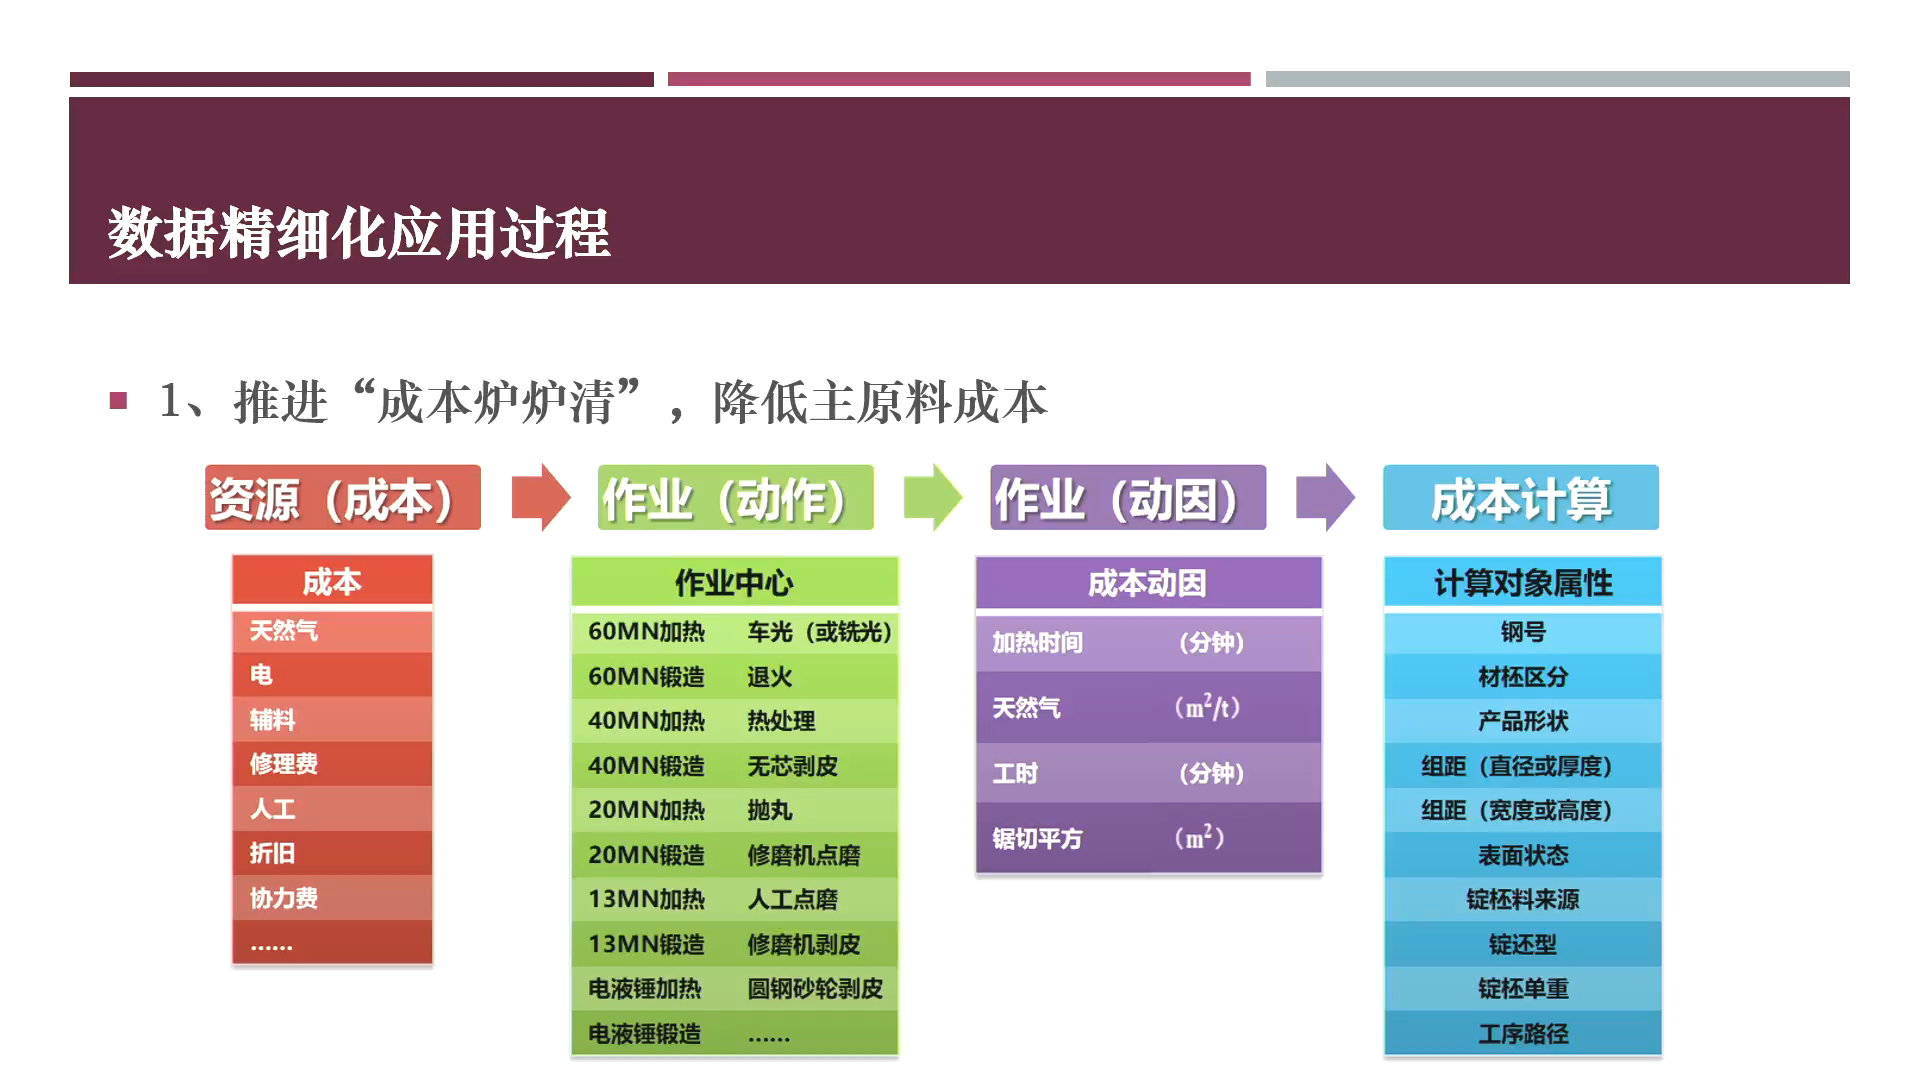 数据精细化应用过程
1、推进“成本炉炉清”，降低主原料成本
资源（成本）
作业（动作）
作业（动因）
成本计算
成本
天然气
电
辅料
修理费
人工
折旧
协力费
......
作业中心
60MN加热 车光（或铣光）
60MN锻造 退火
40MN加热 热处理
40MN锻造 无芯剥皮
20MN加热 抛丸
20MN锻造 修磨机点磨
13MN加热 人工点磨
13MN锻造 修磨机剥皮
电液锤加热 圆钢砂轮剥皮
电液锤锻造 ......
成本动因
加热时间 （分钟）
天然气 （m²/t）
工时 （分钟）
锯切平方 （m²）
计算对象属性
钢号
材柸区分
产品形状
组距（直径或厚度）
组距（宽度或高度）
表面状态
锭柸料来源
锭还型
锭柸单重
工序路径